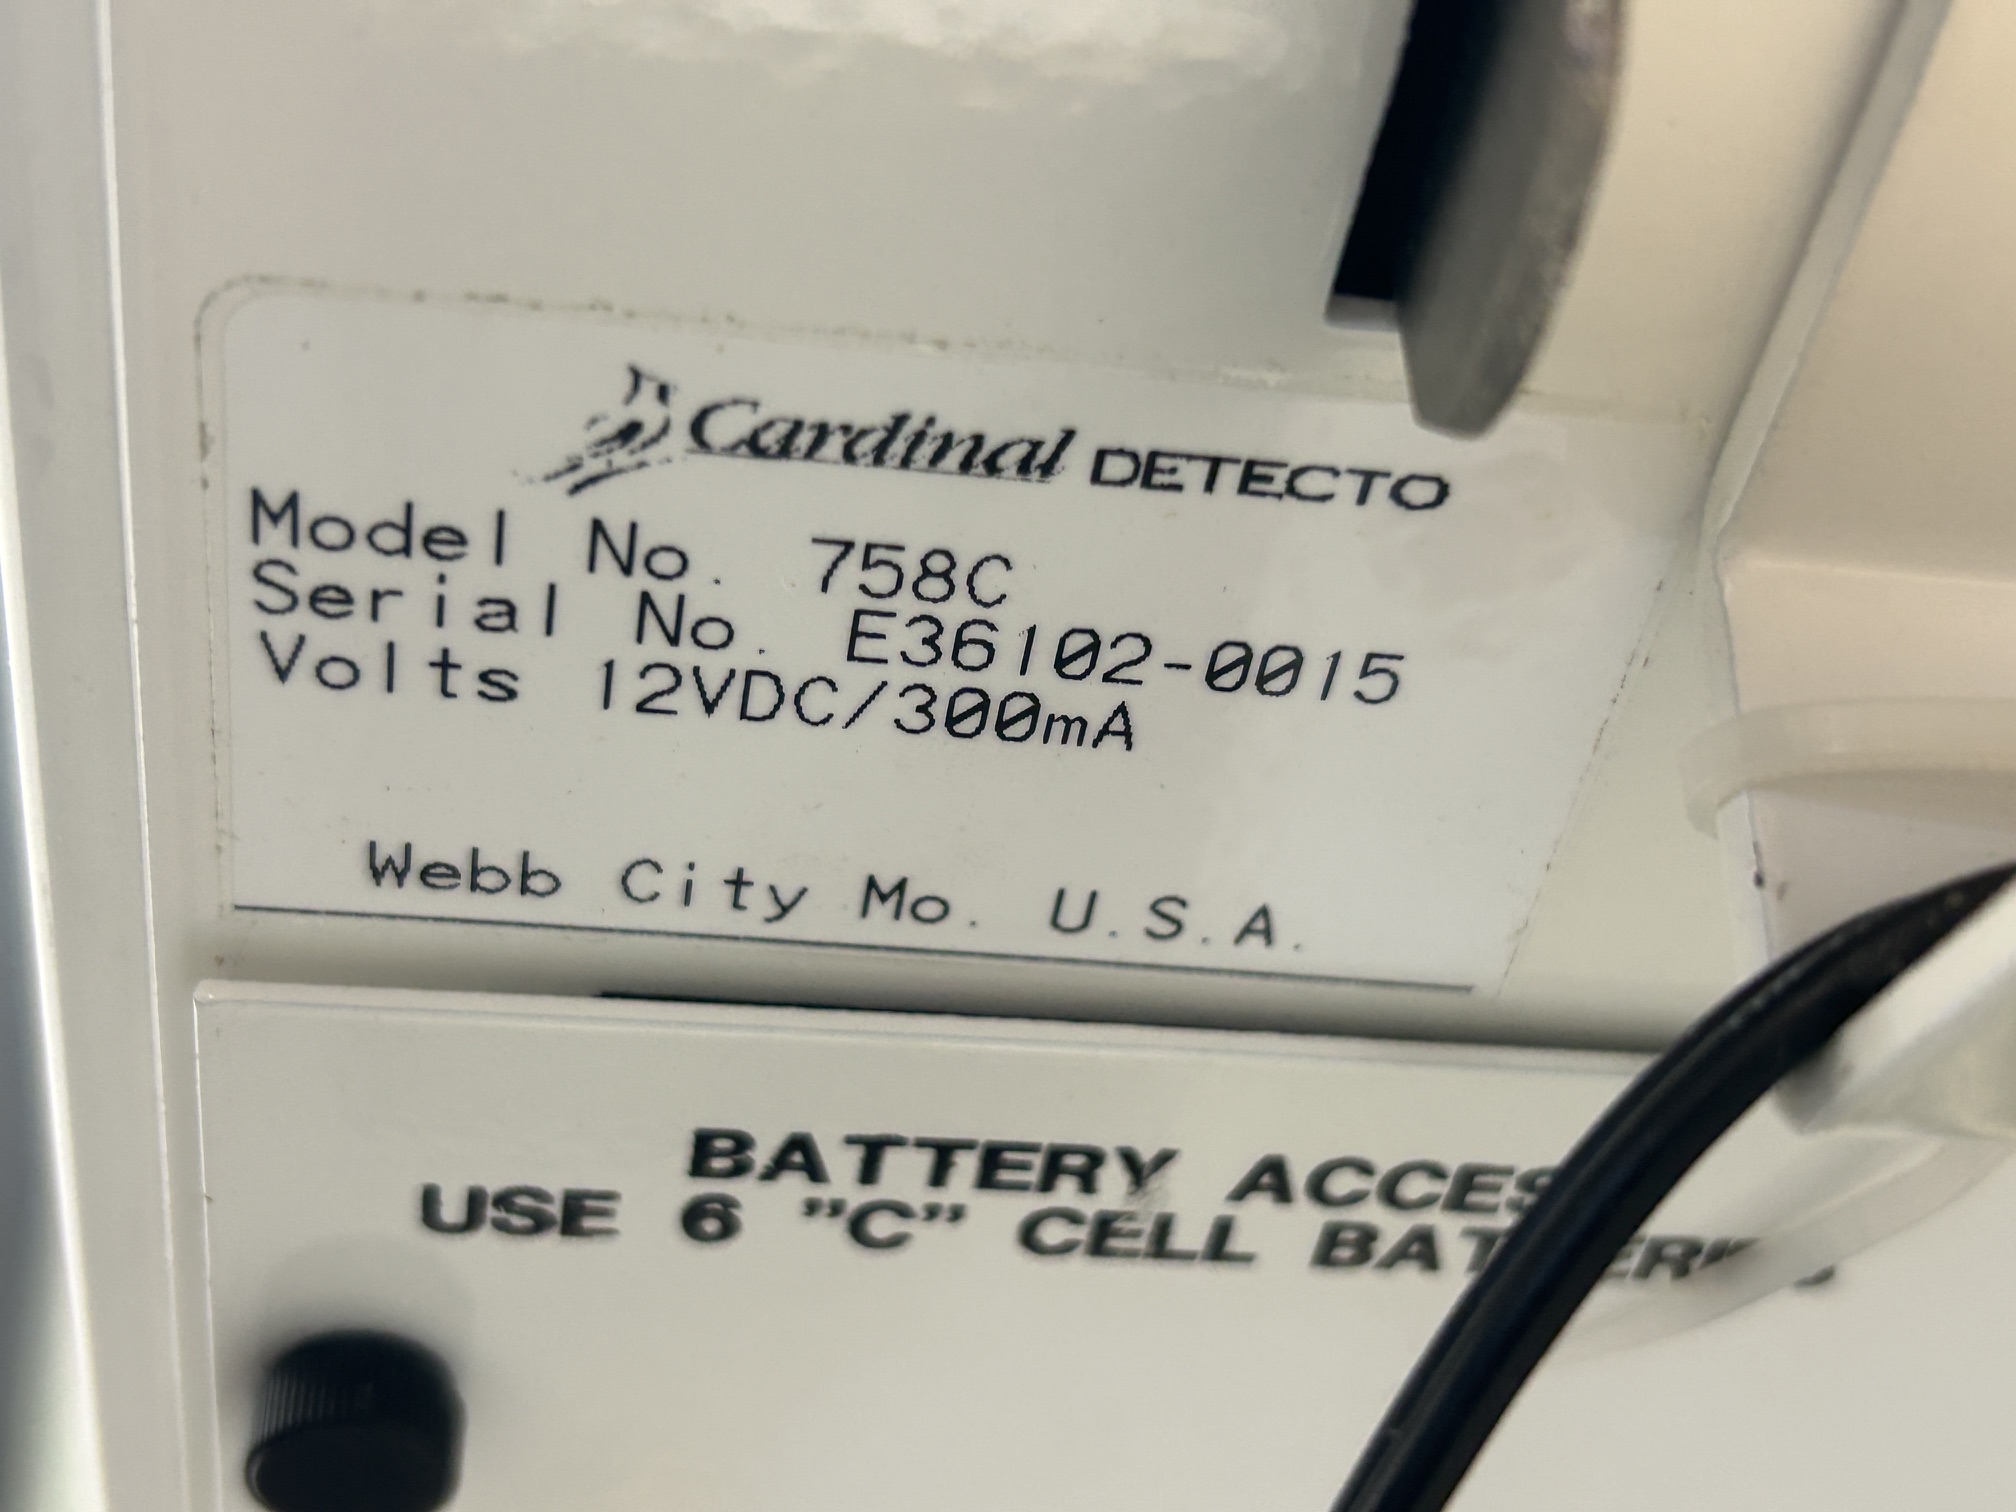 Cardinal DETECTO
Model No. 758C
Serial No. E36102-0015
Volts 12VDC/300mA
Webb City Mo. U.S.A.
BATTERY ACCES
USE 6 "C" CELL